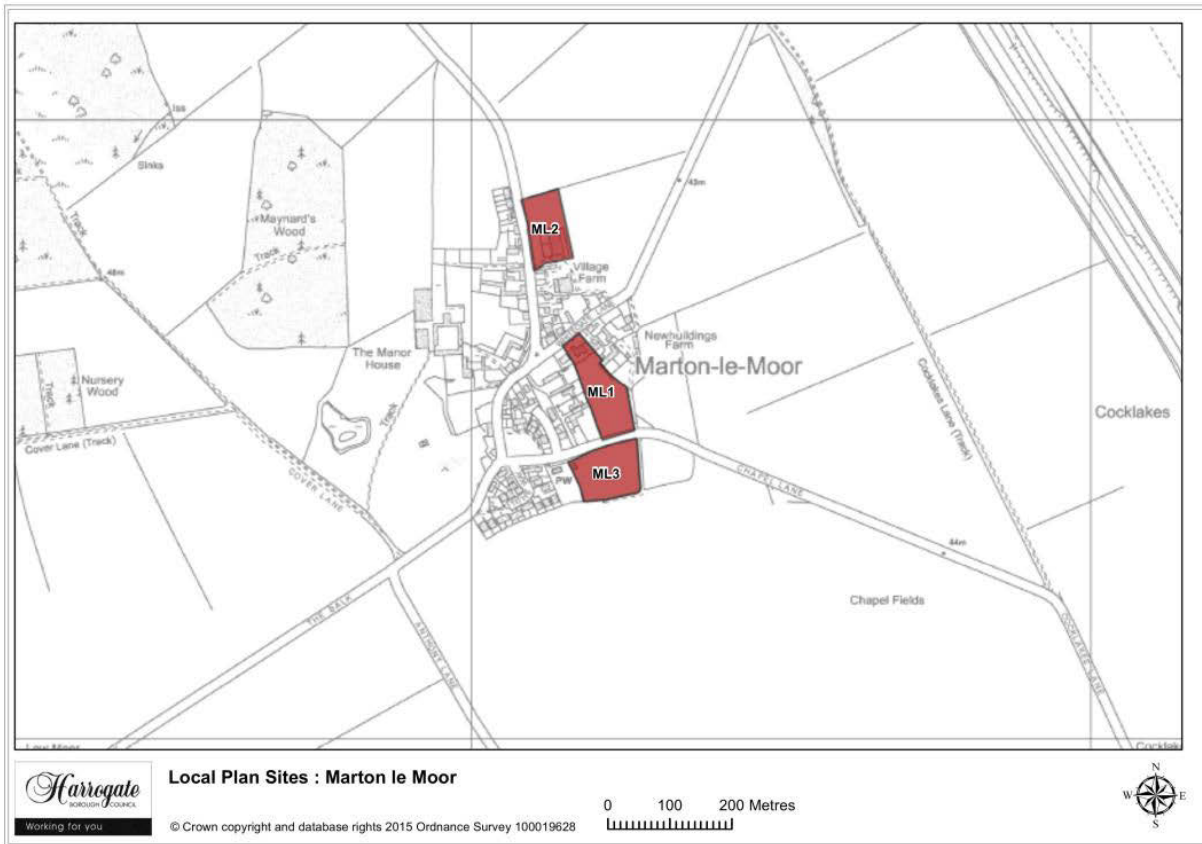 Iss
Sinks
Track
Maynard's
Wood
Track
48m
43m
ML2
Village
Farm
LANE
The Manor
House
Newbuildings
Farm
Marton-le-Moor
Nursery
Wood
Track
Track
ML1
Cocklakes Lane (Track)
Cocklakes
Cover Lane (Track)
COVER LANE
ML3
PW
CHAPEL LANE
44m
Chapel Fields
THE BALK
ANTHONY LANE
COCKLAKES LANE
Harrogate
BOROUGH COUNCIL
Working for you
Local Plan Sites : Marton le Moor
© Crown copyright and database rights 2015 Ordnance Survey 100019628
0 100 200 Metres
N
W E
S